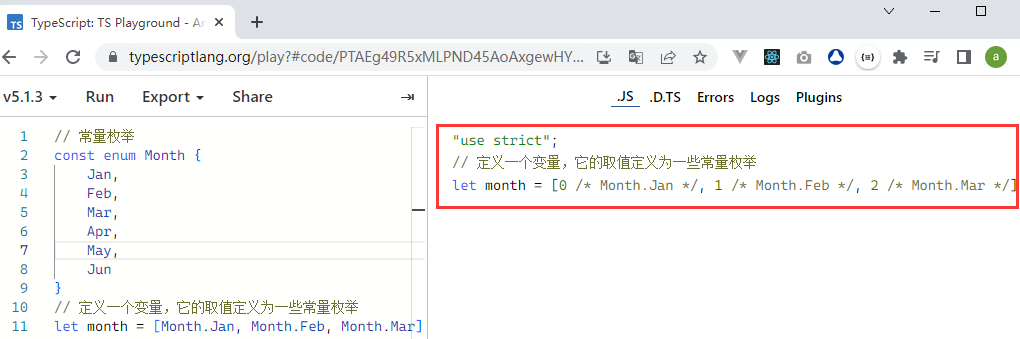 TypeScript: TS Playground - An
typescriptlang.org/play?#code/PTAEg49R5xMLPND45AoAxgewHY...
a
v5.1.3 Run Export Share
.JS .D.TS Errors Logs Plugins
1 // 常量枚举
2 const enum Month {
3 Jan,
4 Feb,
5 Mar,
6 Apr,
7 May,
8 Jun
9 }
10 // 定义一个变量，它的取值定义为一些常量枚举
11 let month = [Month.Jan, Month.Feb, Month.Mar]
"use strict";
// 定义一个变量，它的取值定义为一些常量枚举
let month = [0 /* Month.Jan */, 1 /* Month.Feb */, 2 /* Month.Mar */]